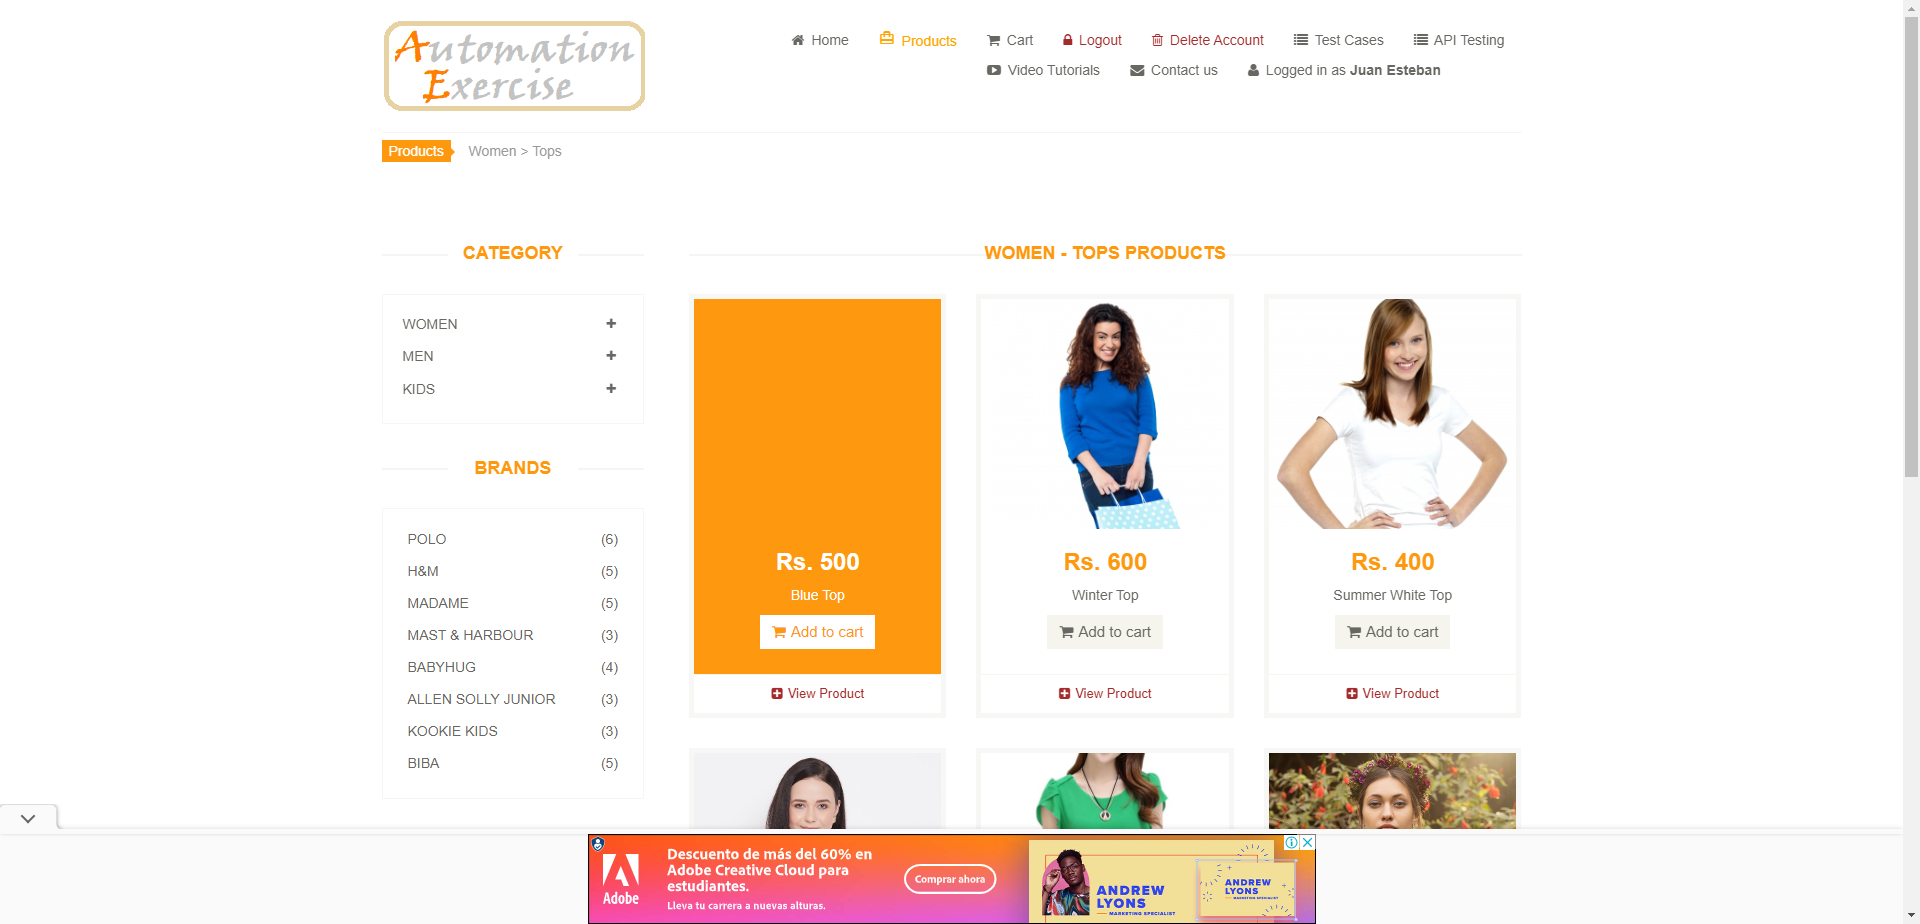 Automation
Exercise
Home
Products
Cart
Logout
Delete Account
Test Cases
API Testing
Video Tutorials
Contact us
Logged in as Juan Esteban
Products
Women > Tops
CATEGORY
WOMEN
MEN
KIDS
BRANDS
POLO (6)
H&M (5)
MADAME (5)
MAST & HARBOUR (3)
BABYHUG (4)
ALLEN SOLLY JUNIOR (3)
KOOKIE KIDS (3)
BIBA (5)
WOMEN - TOPS PRODUCTS
Rs. 500
Blue Top
Add to cart
View Product
Rs. 600
Winter Top
Add to cart
View Product
Rs. 400
Summer White Top
Add to cart
View Product
Adobe
Descuento de más del 60% en
Adobe Creative Cloud para
estudiantes.
Lleva tu carrera a nuevas alturas.
Comprar ahora
ANDREW
LYONS
MARKETING SPECIALIST
ANDREW
LYONS
MARKETING SPECIALIST